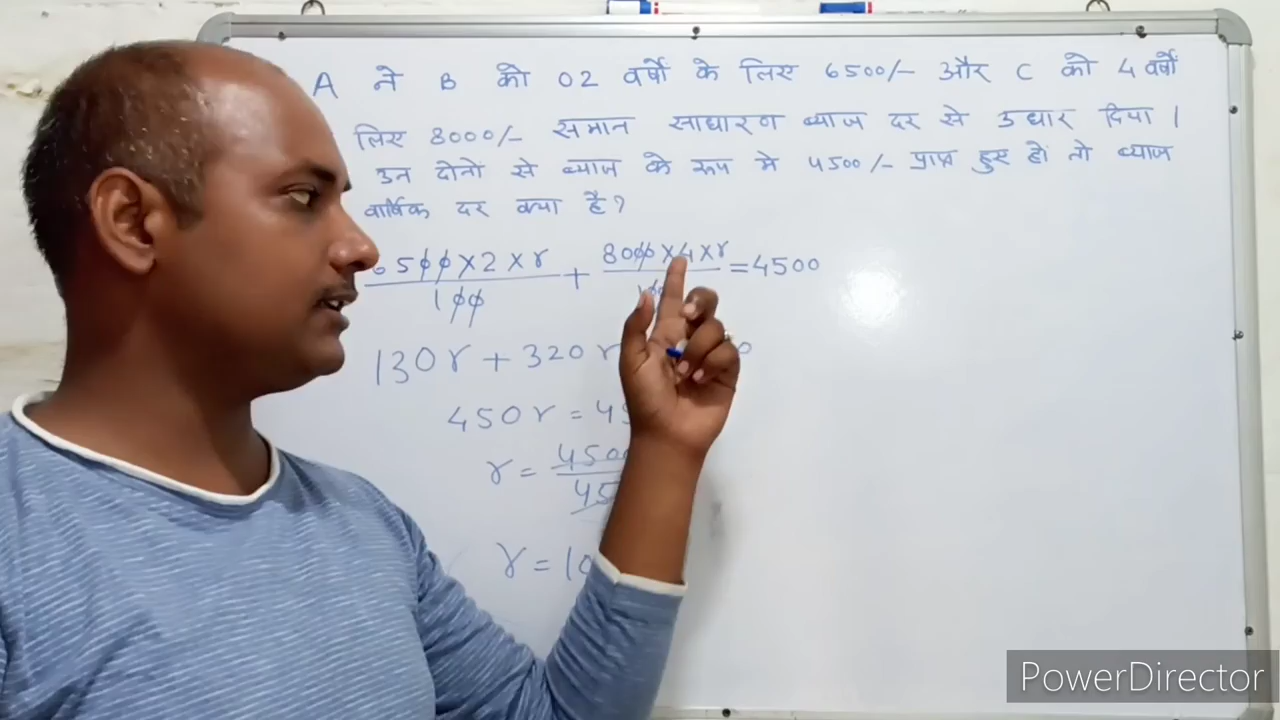 A ने B को 02 वर्षो के लिए 6500/- और C को 4 वर्षो
लिए 8000/- समान साधारण ब्याज दर से उधार दिया ।
उन दोनो से ब्याज के रूप मे 4500/- प्राप्त हुए हो तो ब्याज
वार्षिक दर क्या है?
6500×2×r/100 + 8000×4×r/100 = 4500
130r + 320r
450r = 45
r = 4500/45
r = 10
PowerDirector